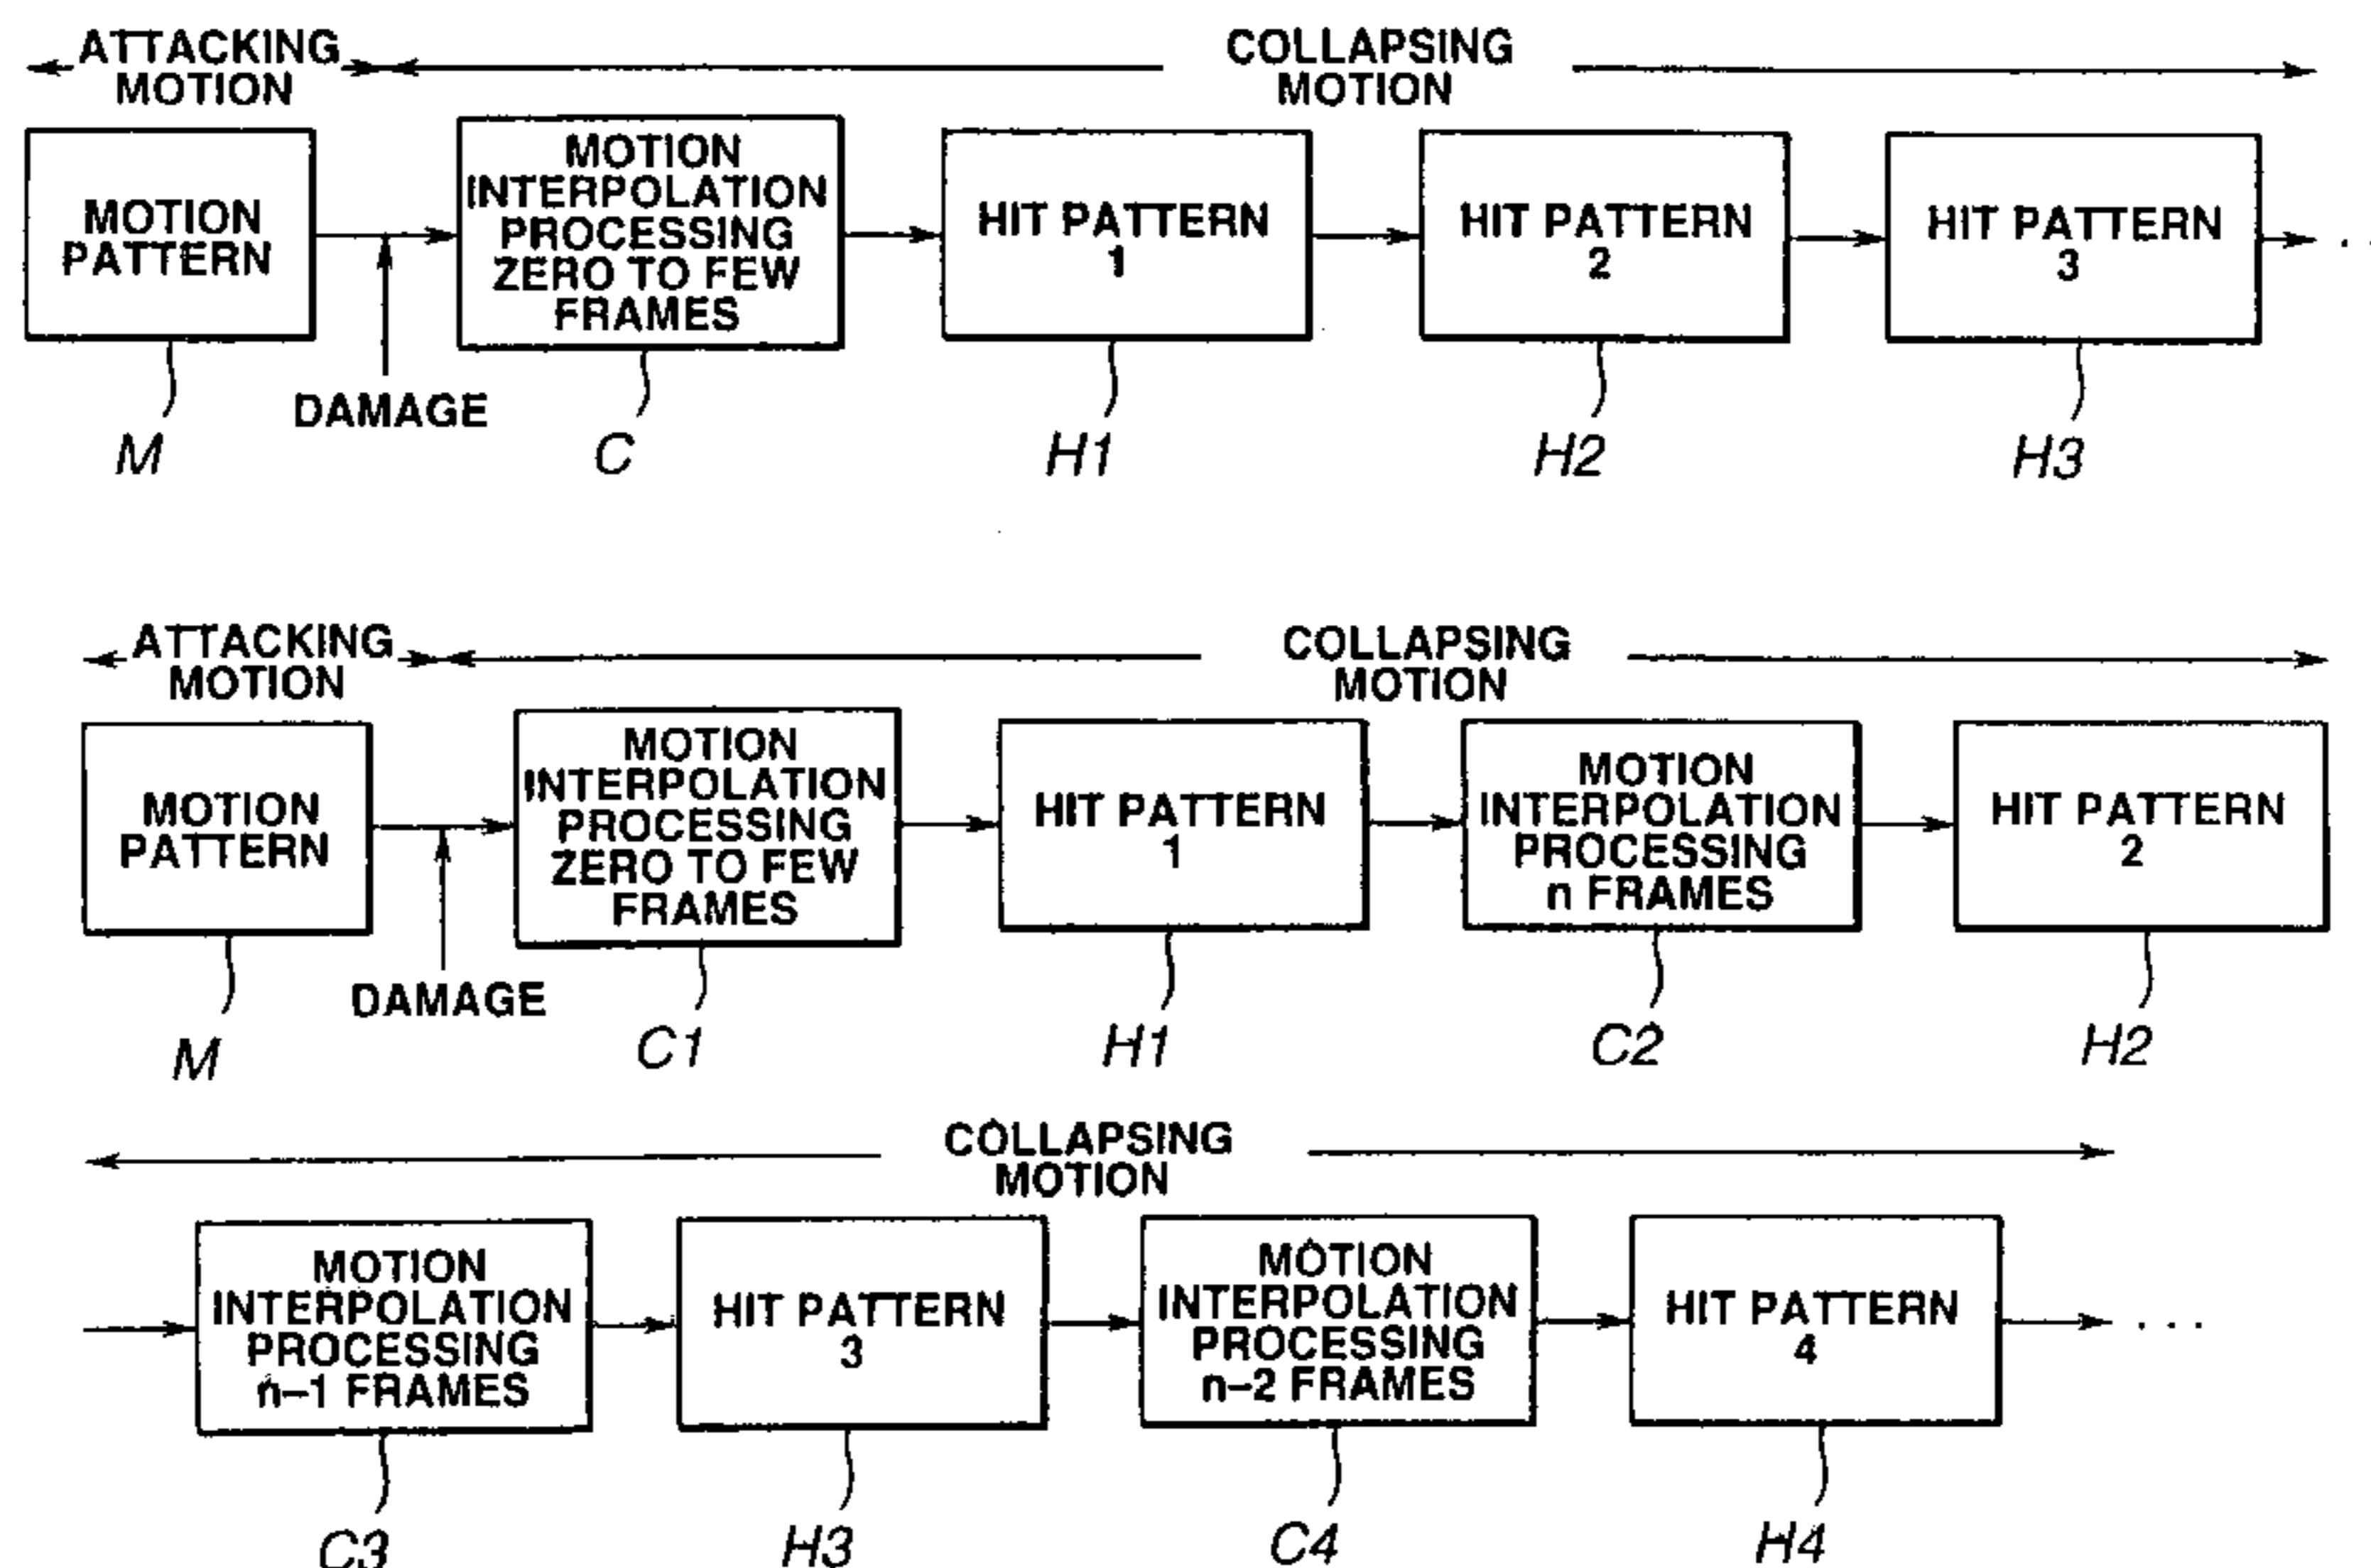 ATTACKING
MOTION
COLLAPSING
MOTION
MOTION
PATTERN
MOTION
INTERPOLATION
PROCESSING
ZERO TO FEW
FRAMES
HIT PATTERN
1
HIT PATTERN
2
HIT PATTERN
3
. .
DAMAGE
M
C
H1
H2
H3
ATTACKING
MOTION
COLLAPSING
MOTION
MOTION
PATTERN
MOTION
INTERPOLATION
PROCESSING
ZERO TO FEW
FRAMES
HIT PATTERN
1
MOTION
INTERPOLATION
PROCESSING
n FRAMES
HIT PATTERN
2
DAMAGE
M
C1
H1
C2
H2
COLLAPSING
MOTION
MOTION
INTERPOLATION
PROCESSING
n–1 FRAMES
HIT PATTERN
3
MOTION
INTERPOLATION
PROCESSING
n–2 FRAMES
HIT PATTERN
4
. . .
C3
H3
C4
H4